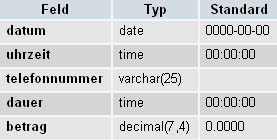 Feld Typ Standard
datum date 0000-00-00
uhrzeit time 00:00:00
telefonnummer varchar(25)
dauer time 00:00:00
betrag decimal(7,4) 0.0000